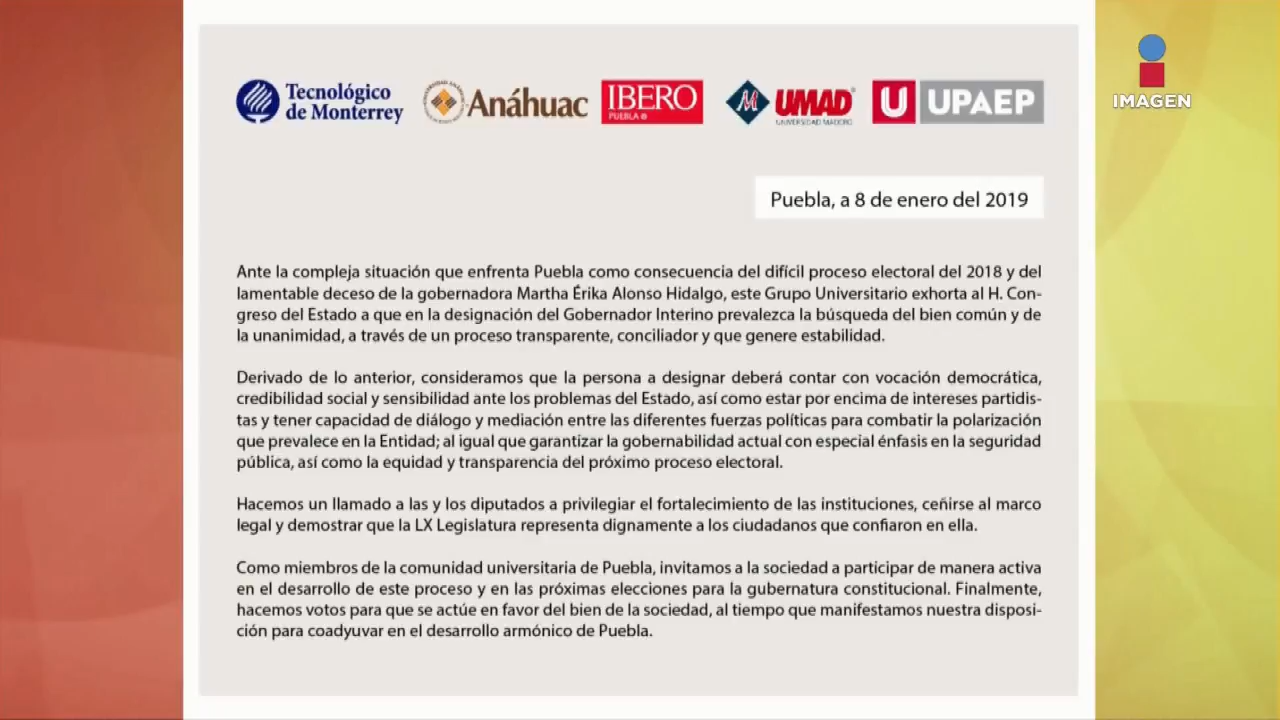 Tecnológico
de Monterrey
Anáhuac
IBERO
PUEBLA
UMAD
UNIVERSIDAD MADERO
U UPAEP
IMAGEN
Puebla, a 8 de enero del 2019
Ante la compleja situación que enfrenta Puebla como consecuencia del difícil proceso electoral del 2018 y del
lamentable deceso de la gobernadora Martha Érika Alonso Hidalgo, este Grupo Universitario exhorta al H. Con-
greso del Estado a que en la designación del Gobernador Interino prevalezca la búsqueda del bien común y de
la unanimidad, a través de un proceso transparente, conciliador y que genere estabilidad.
Derivado de lo anterior, consideramos que la persona a designar deberá contar con vocación democrática,
credibilidad social y sensibilidad ante los problemas del Estado, así como estar por encima de intereses partidis-
tas y tener capacidad de diálogo y mediación entre las diferentes fuerzas políticas para combatir la polarización
que prevalece en la Entidad; al igual que garantizar la gobernabilidad actual con especial énfasis en la seguridad
pública, así como la equidad y transparencia del próximo proceso electoral.
Hacemos un llamado a las y los diputados a privilegiar el fortalecimiento de las instituciones, ceñirse al marco
legal y demostrar que la LX Legislatura representa dignamente a los ciudadanos que confiaron en ella.
Como miembros de la comunidad universitaria de Puebla, invitamos a la sociedad a participar de manera activa
en el desarrollo de este proceso y en las próximas elecciones para la gubernatura constitucional. Finalmente,
hacemos votos para que se actúe en favor del bien de la sociedad, al tiempo que manifestamos nuestra disposi-
ción para coadyuvar en el desarrollo armónico de Puebla.